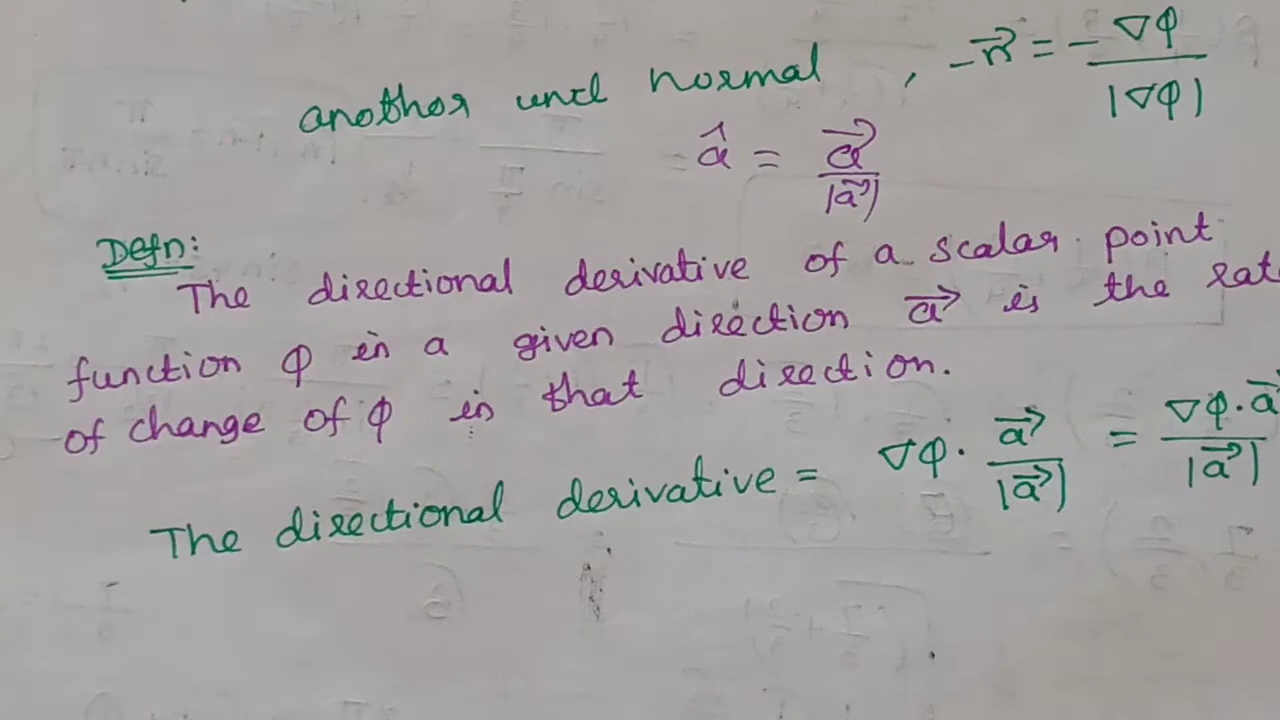 another unit normal, -n⃗ = - ∇φ / |∇φ|
â = a⃗ / |a⃗|
Defn:
The directional derivative of a scalar point
function φ in a given direction a⃗ is the rat
of change of φ in that direction.
The directional derivative = ∇φ · a⃗ / |a⃗| = ∇φ · a⃗ / |a⃗|